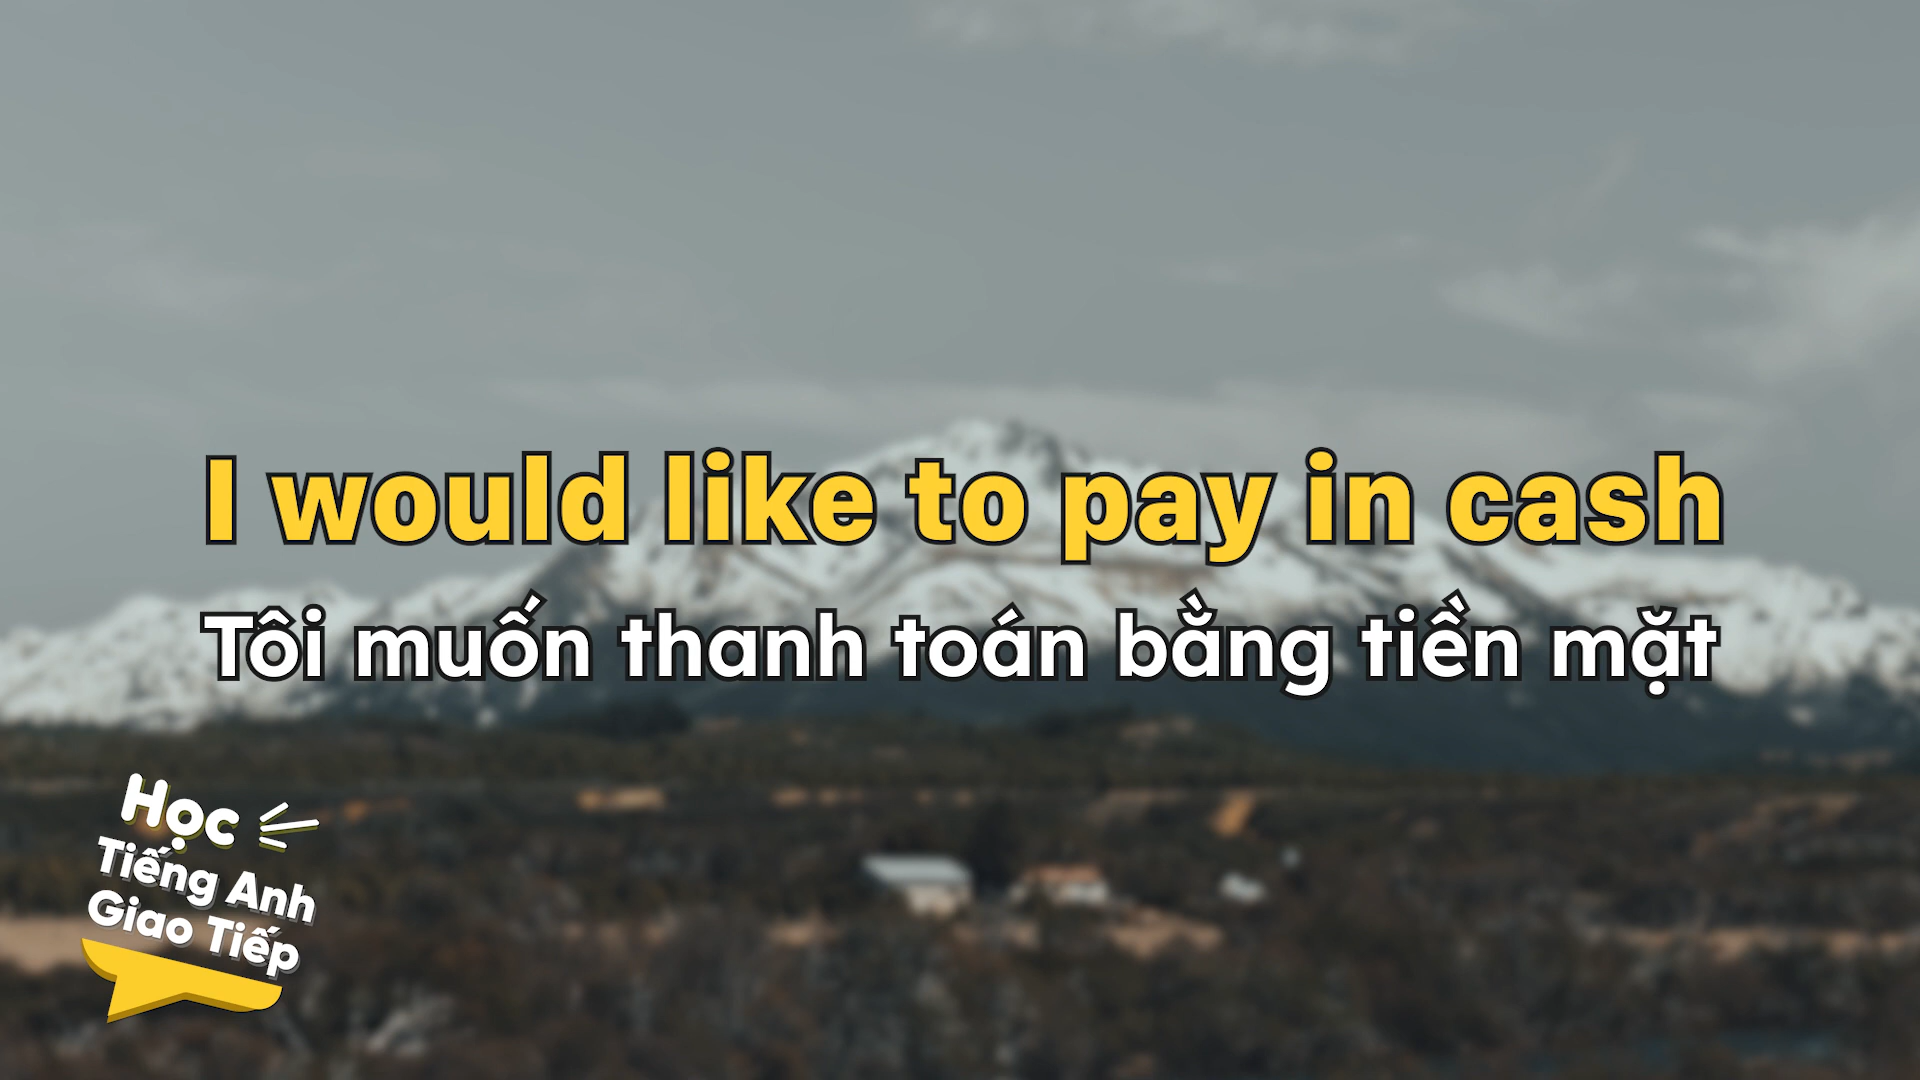 I would like to pay in cash
Tôi muốn thanh toán bằng tiền mặt
Học
Tiếng Anh
Giao Tiếp